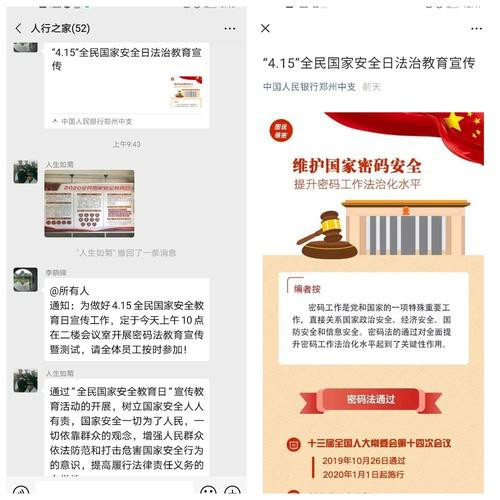 人行之家(52)
“4.15”全民国家安全日法治教育宣
传
中国人民银行郑州中支
上午9:43
人生如菊
2020全民国家安全教育日
"人生如菊" 撤回了一条消息
李鹤锋
@所有人
通知：为做好4.15 全民国家安全教
育日宣传工作，定于今天上午10点
在二楼会议室开展密码法教育宣传
暨测试，请全体员工按时参加！
人生如菊
通过“全民国家安全教育日”宣传教
育活动的开展，树立国家安全人人
有责，国家安全一切为了人民，一
切依靠群众的观念，增强人民群众
依法防范和打击危害国家安全行为
的意识，提高履行法律责任义务的
“4.15”全民国家安全日法治教育宣传
中国人民银行郑州中支 前天
图说
保密
维护国家密码安全
提升密码工作法治化水平
编者按
密码工作是党和国家的一项特殊重要工
作，直接关系国家政治安全、经济安全、国
防安全和信息安全。密码法的通过对全面提
升密码工作法治化水平起到了关键性作用。
密码法通过
十三届全国人大常委会第十四次会议
2019年10月26日通过
2020年1月1日起施行